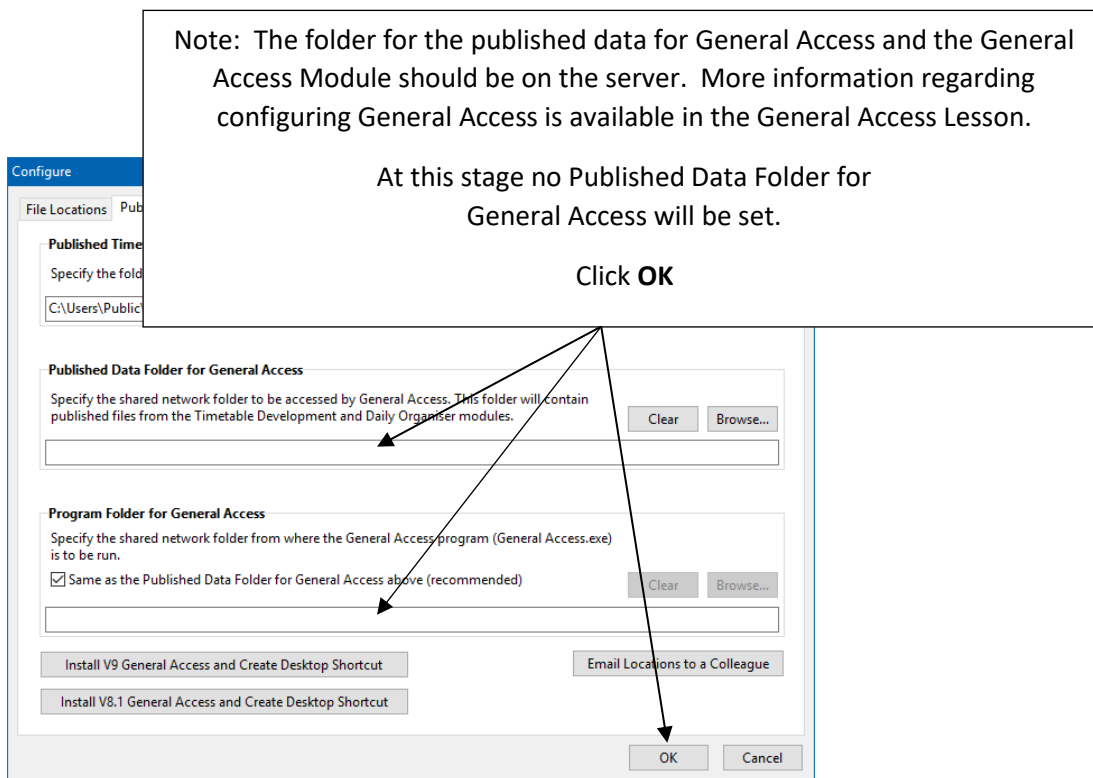 Note:  The folder for the published data for General Access and the General
Access Module should be on the server.  More information regarding
configuring General Access is available in the General Access Lesson.
At this stage no Published Data Folder for
General Access will be set.
Click OK
Configure
File Locations Pub
Published Time
Specify the fold
C:\Users\Public\
Published Data Folder for General Access
Specify the shared network folder to be accessed by General Access. This folder will contain
published files from the Timetable Development and Daily Organiser modules.
Clear Browse...
Program Folder for General Access
Specify the shared network folder from where the General Access program (General Access.exe)
is to be run.
Same as the Published Data Folder for General Access above (recommended)
Clear Browse...
Install V9 General Access and Create Desktop Shortcut Email Locations to a Colleague
Install V8.1 General Access and Create Desktop Shortcut
OK Cancel